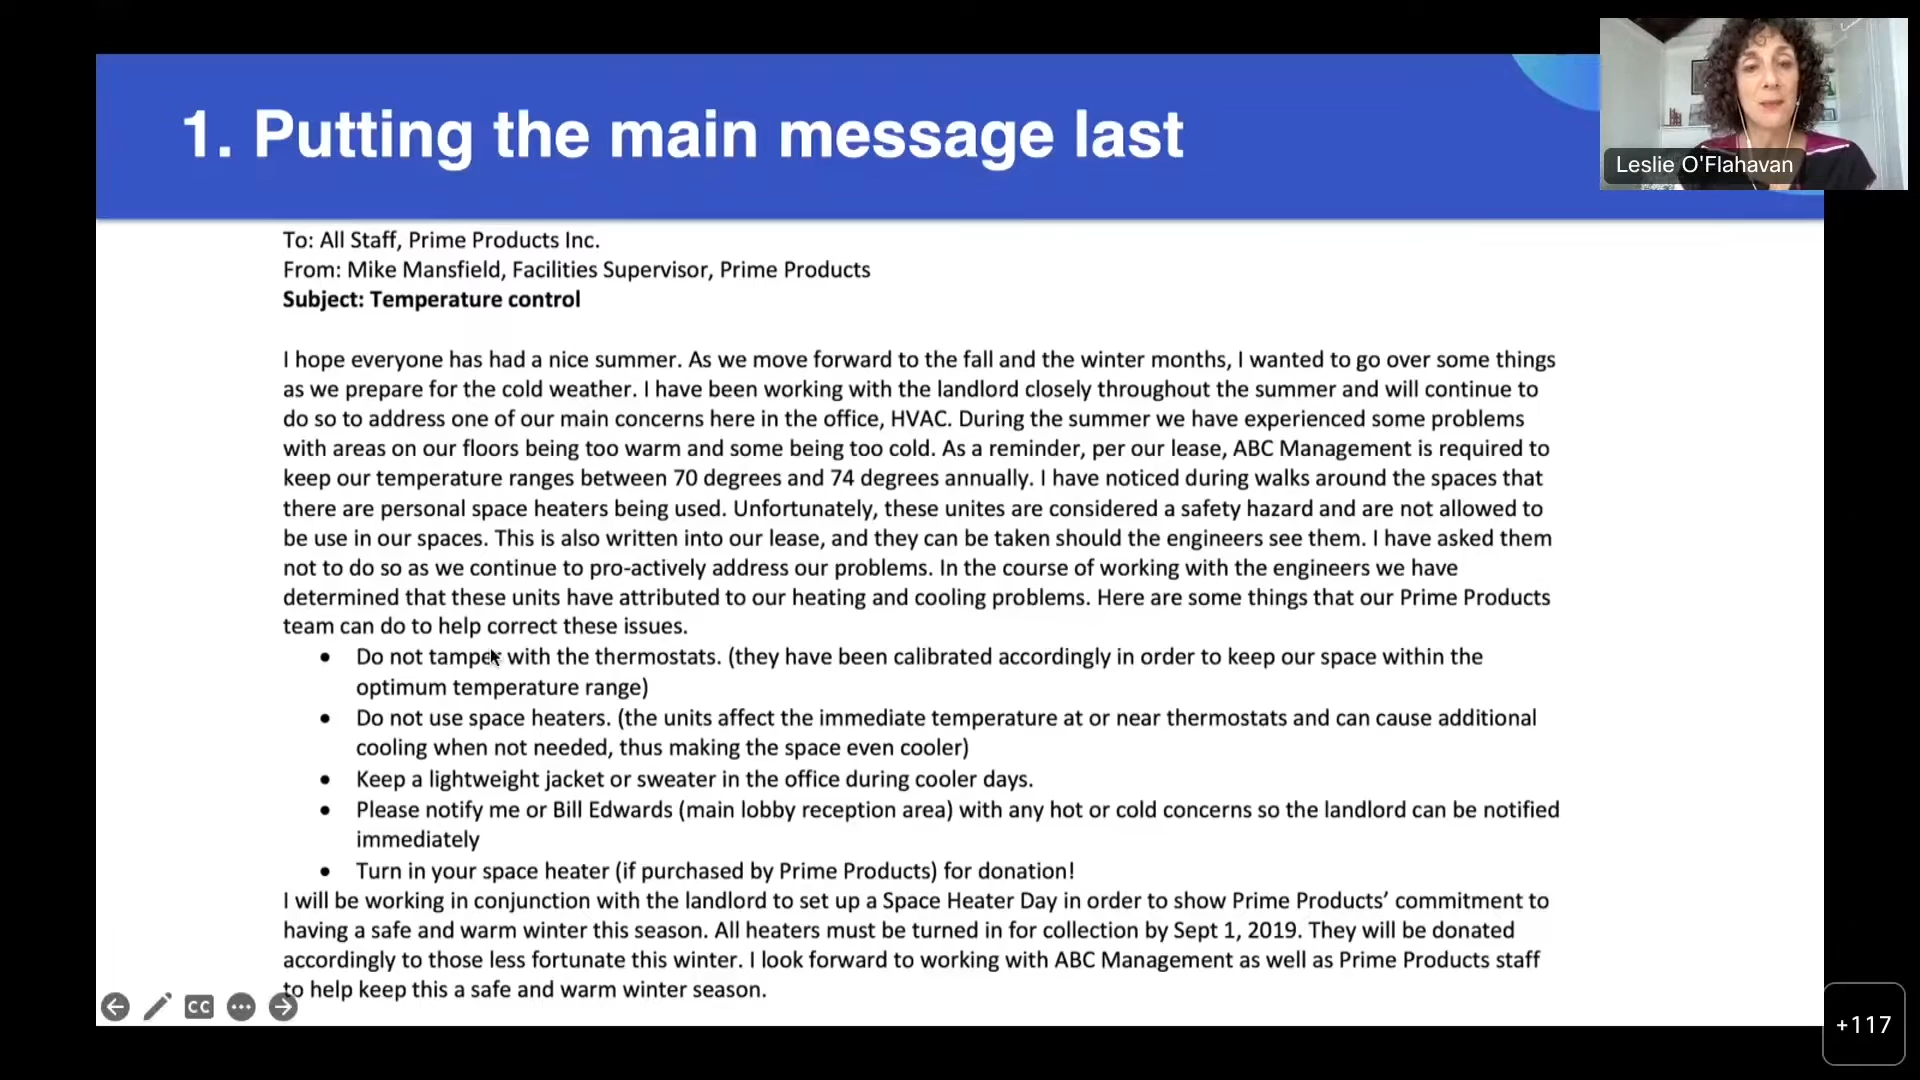 1. Putting the main message last
Leslie O'Flahavan
To: All Staff, Prime Products Inc.
From: Mike Mansfield, Facilities Supervisor, Prime Products
Subject: Temperature control
I hope everyone has had a nice summer. As we move forward to the fall and the winter months, I wanted to go over some things
as we prepare for the cold weather. I have been working with the landlord closely throughout the summer and will continue to
do so to address one of our main concerns here in the office, HVAC. During the summer we have experienced some problems
with areas on our floors being too warm and some being too cold. As a reminder, per our lease, ABC Management is required to
keep our temperature ranges between 70 degrees and 74 degrees annually. I have noticed during walks around the spaces that
there are personal space heaters being used. Unfortunately, these unites are considered a safety hazard and are not allowed to
be use in our spaces. This is also written into our lease, and they can be taken should the engineers see them. I have asked them
not to do so as we continue to pro-actively address our problems. In the course of working with the engineers we have
determined that these units have attributed to our heating and cooling problems. Here are some things that our Prime Products
team can do to help correct these issues.
• Do not tamper with the thermostats. (they have been calibrated accordingly in order to keep our space within the
optimum temperature range)
• Do not use space heaters. (the units affect the immediate temperature at or near thermostats and can cause additional
cooling when not needed, thus making the space even cooler)
• Keep a lightweight jacket or sweater in the office during cooler days.
• Please notify me or Bill Edwards (main lobby reception area) with any hot or cold concerns so the landlord can be notified
immediately
• Turn in your space heater (if purchased by Prime Products) for donation!
I will be working in conjunction with the landlord to set up a Space Heater Day in order to show Prime Products’ commitment to
having a safe and warm winter this season. All heaters must be turned in for collection by Sept 1, 2019. They will be donated
accordingly to those less fortunate this winter. I look forward to working with ABC Management as well as Prime Products staff
to help keep this a safe and warm winter season.
CC
+117